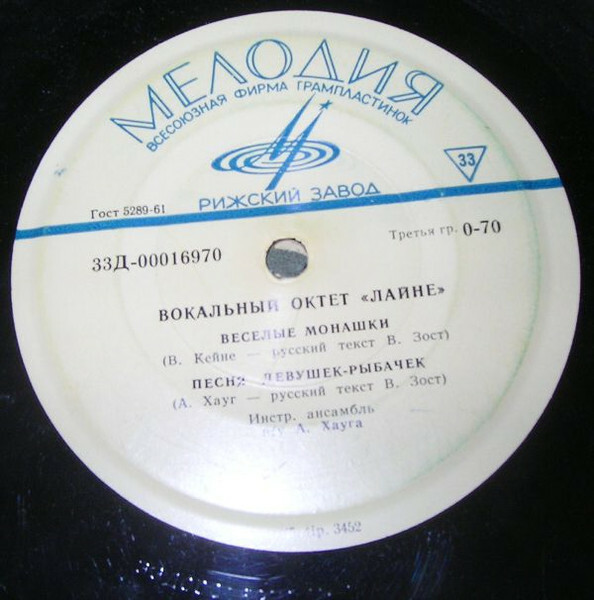 МЕЛОДИЯ
ВСЕСОЮЗНАЯ ФИРМА ГРАМПЛАСТИНОК
РИЖСКИЙ ЗАВОД
33
Гост 5289-61
33Д-00016970
Третья гр. 0-70
ВОКАЛЬНЫЙ ОКТЕТ «ЛАЙНЕ»
ВЕСЕЛЫЕ МОНАШКИ
(В. Кейне — русский текст В. Зост)
ПЕСНЯ ДЕВУШЕК-РЫБАЧЕК
(А. Хауг — русский текст В. Зост)
Инстр. ансамбль
п/у А. Хауга
3452